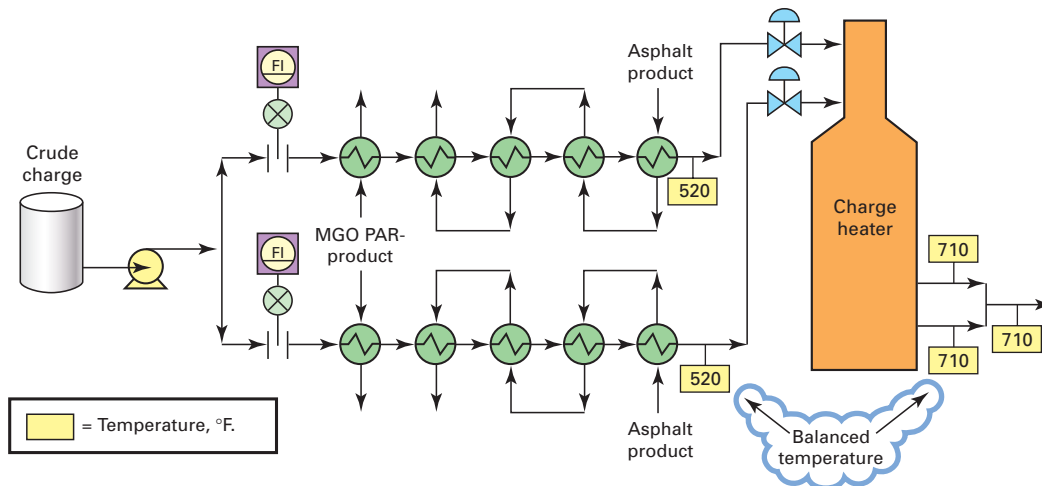 FI
Asphalt
product
Crude
charge
520
Charge
heater
FI
MGO PAR-
product
710
710
710
520
= Temperature, °F.
Asphalt
product
Balanced
temperature